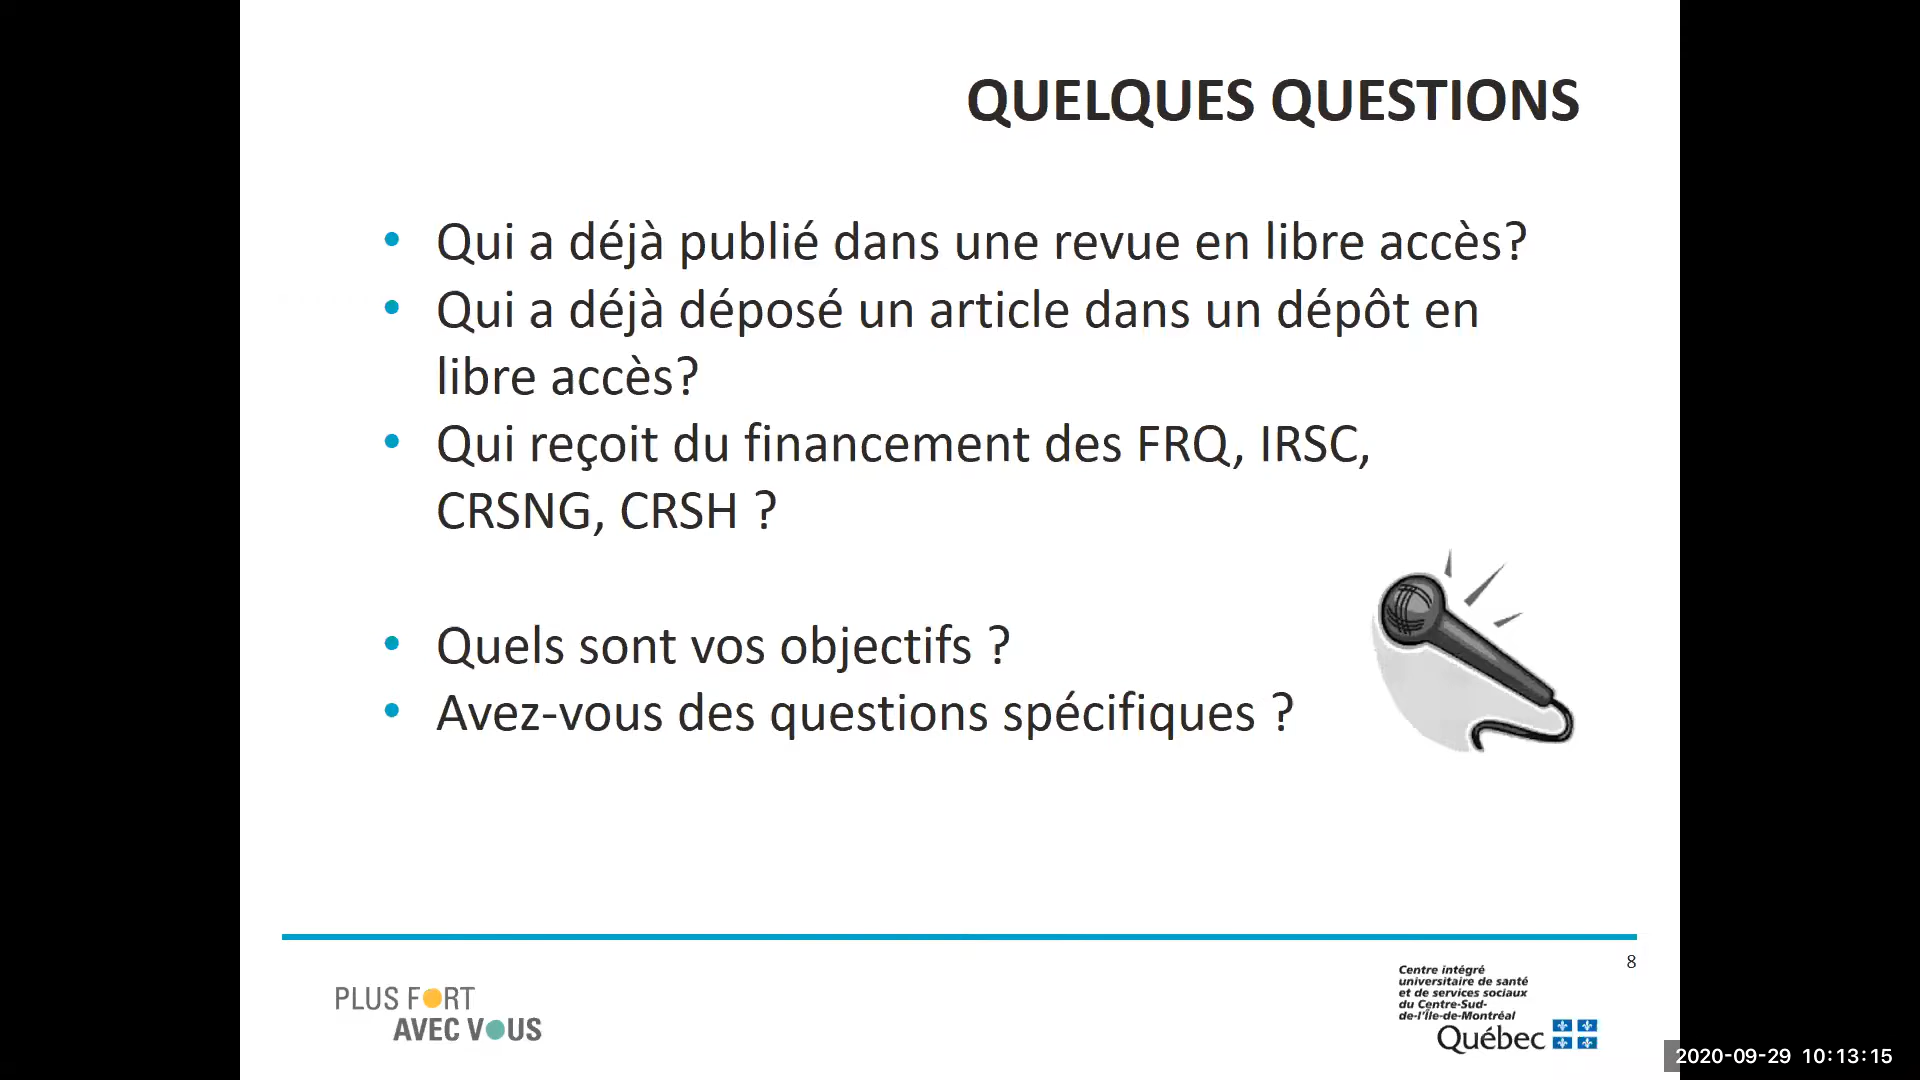 QUELQUES QUESTIONS
• Qui a déjà publié dans une revue en libre accès?
• Qui a déjà déposé un article dans un dépôt en
libre accès?
• Qui reçoit du financement des FRQ, IRSC,
CRSNG, CRSH ?
• Quels sont vos objectifs ?
• Avez-vous des questions spécifiques ?
8
PLUS FORT
AVEC VOUS
Centre intégré
universitaire de santé
et de services sociaux
du Centre-Sud-
de-l'Île-de-Montréal
Québec
2020-09-29 10:13:15